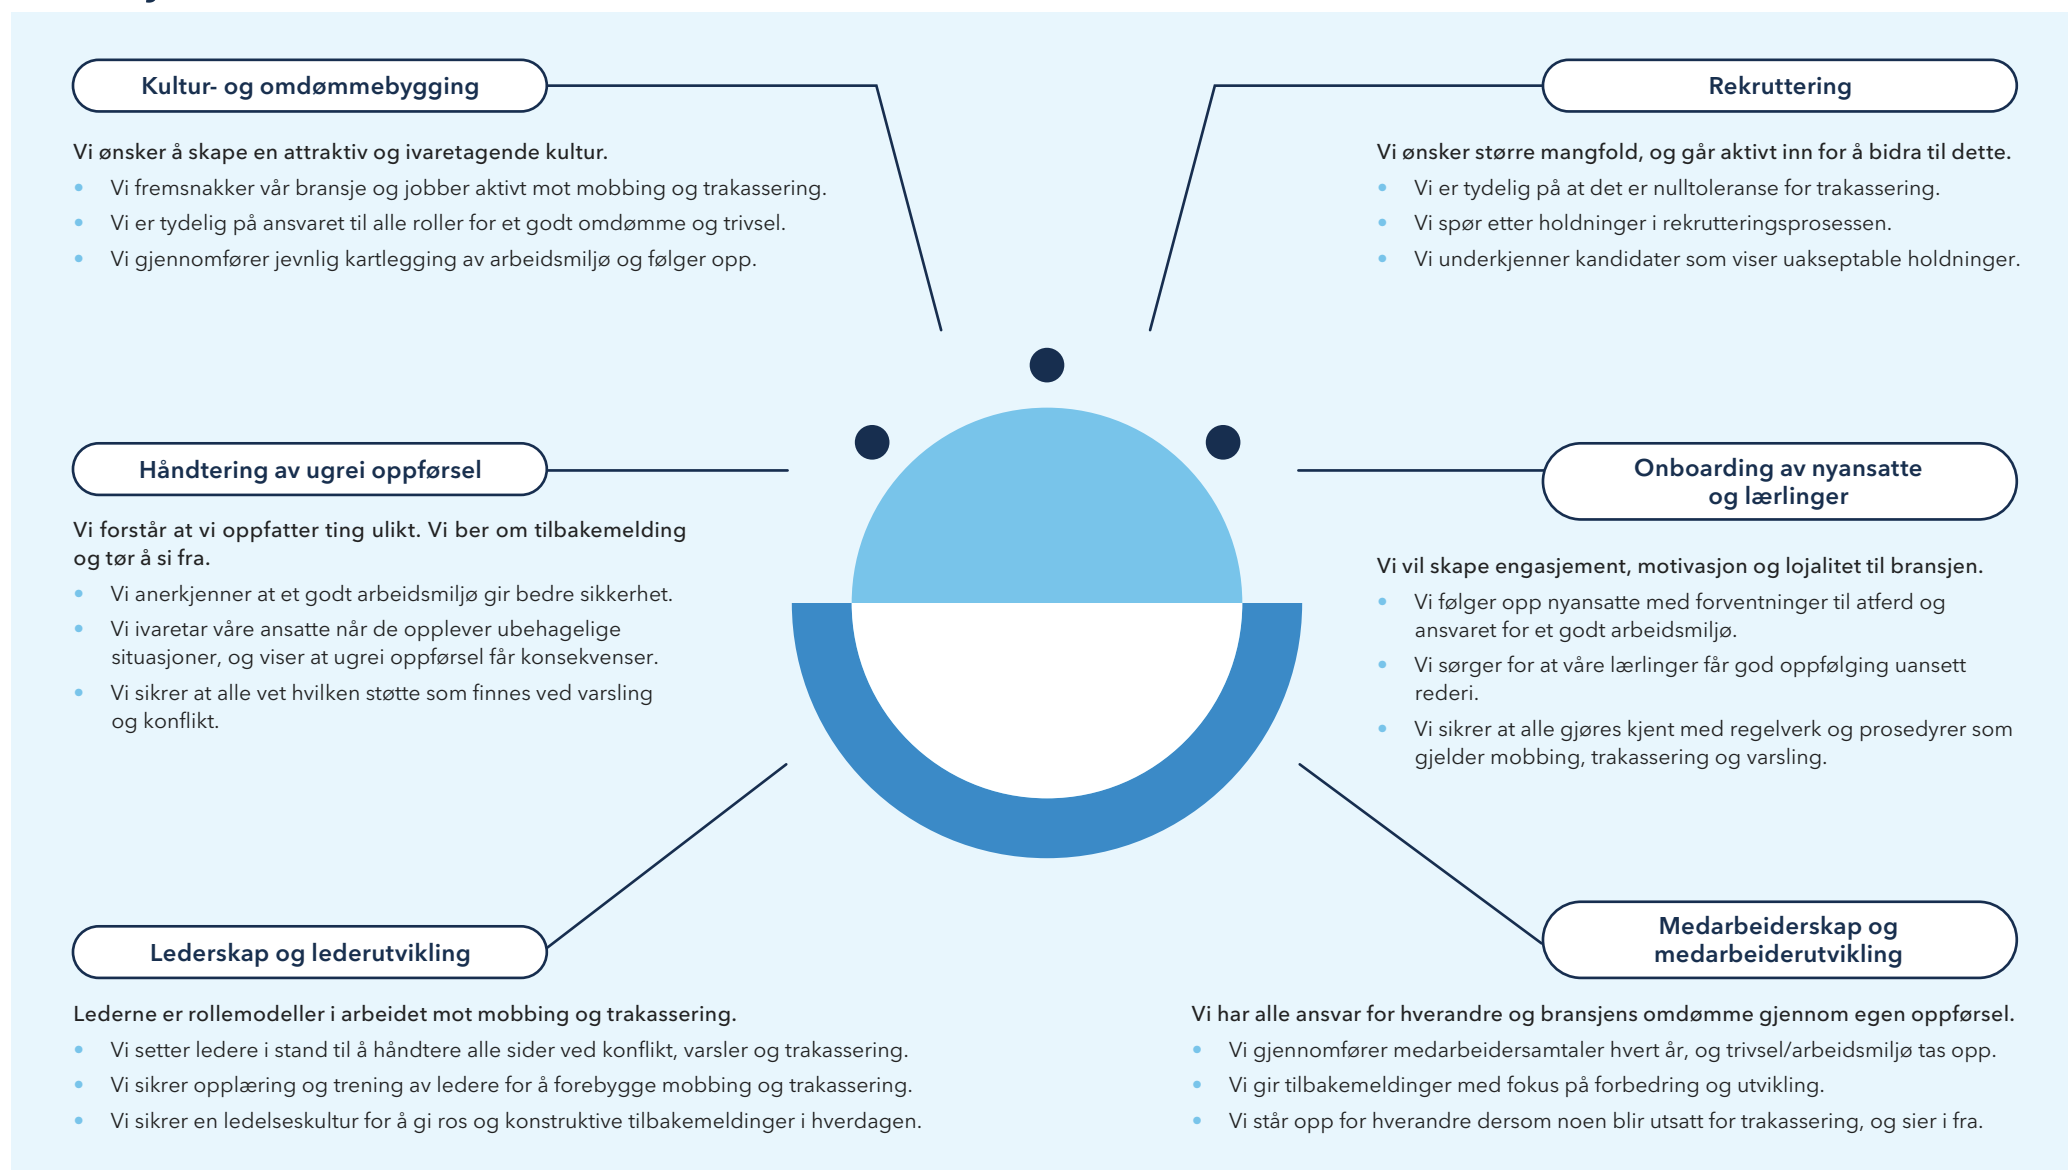 Kultur- og omdømmebygging
Vi ønsker å skape en attraktiv og ivaretagende kultur.
• Vi fremsnakker vår bransje og jobber aktivt mot mobbing og trakassering.
• Vi er tydelig på ansvaret til alle roller for et godt omdømme og trivsel.
• Vi gjennomfører jevnlig kartlegging av arbeidsmiljø og følger opp.
Rekruttering
Vi ønsker større mangfold, og går aktivt inn for å bidra til dette.
• Vi er tydelig på at det er nulltoleranse for trakassering.
• Vi spør etter holdninger i rekrutteringsprosessen.
• Vi underkjenner kandidater som viser uakseptable holdninger.
Håndtering av ugrei oppførsel
Vi forstår at vi oppfatter ting ulikt. Vi ber om tilbakemelding
og tør å si fra.
• Vi anerkjenner at et godt arbeidsmiljø gir bedre sikkerhet.
• Vi ivaretar våre ansatte når de opplever ubehagelige
situasjoner, og viser at ugrei oppførsel får konsekvenser.
• Vi sikrer at alle vet hvilken støtte som finnes ved varsling
og konflikt.
Onboarding av nyansatte
og lærlinger
Vi vil skape engasjement, motivasjon og lojalitet til bransjen.
• Vi følger opp nyansatte med forventninger til atferd og
ansvaret for et godt arbeidsmiljø.
• Vi sørger for at våre lærlinger får god oppfølging uansett
rederi.
• Vi sikrer at alle gjøres kjent med regelverk og prosedyrer som
gjelder mobbing, trakassering og varsling.
Lederskap og lederutvikling
Lederne er rollemodeller i arbeidet mot mobbing og trakassering.
• Vi setter ledere i stand til å håndtere alle sider ved konflikt, varsler og trakassering.
• Vi sikrer opplæring og trening av ledere for å forebygge mobbing og trakassering.
• Vi sikrer en ledelseskultur for å gi ros og konstruktive tilbakemeldinger i hverdagen.
Medarbeiderskap og
medarbeiderutvikling
Vi har alle ansvar for hverandre og bransjens omdømme gjennom egen oppførsel.
• Vi gjennomfører medarbeidersamtaler hvert år, og trivsel/arbeidsmiljø tas opp.
• Vi gir tilbakemeldinger med fokus på forbedring og utvikling.
• Vi står opp for hverandre dersom noen blir utsatt for trakassering, og sier i fra.